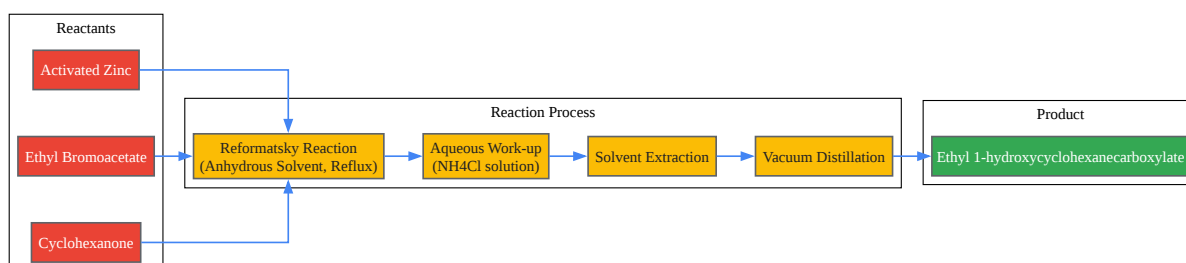 Reactants
Activated Zinc
Ethyl Bromoacetate
Cyclohexanone
Reaction Process
Reformatsky Reaction
(Anhydrous Solvent, Reflux)
Aqueous Work-up
(NH4Cl solution)
Solvent Extraction
Vacuum Distillation
Product
Ethyl 1-hydroxycyclohexanecarboxylate